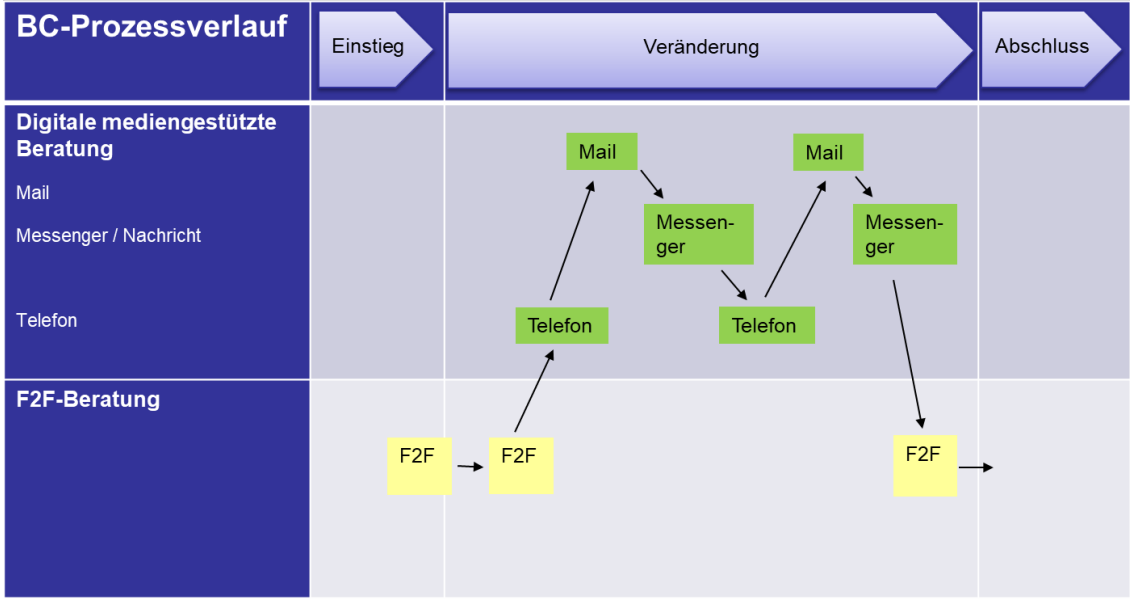 BC-Prozessverlauf
Einstieg
Veränderung
Abschluss
Digitale mediengestützte
Beratung
Mail
Messenger / Nachricht
Telefon
Mail
Mail
Messen-
ger
Messen-
ger
Telefon
Telefon
F2F-Beratung
F2F
F2F
F2F